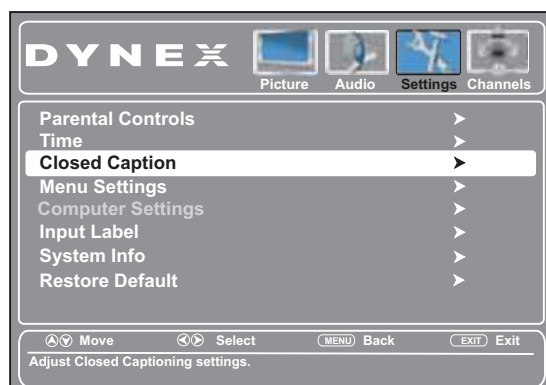 DYNEX
Picture Audio Settings Channels
Parental Controls
Time
Closed Caption
Menu Settings
Computer Settings
Input Label
System Info
Restore Default
Move Select MENU Back EXIT Exit
Adjust Closed Captioning settings.